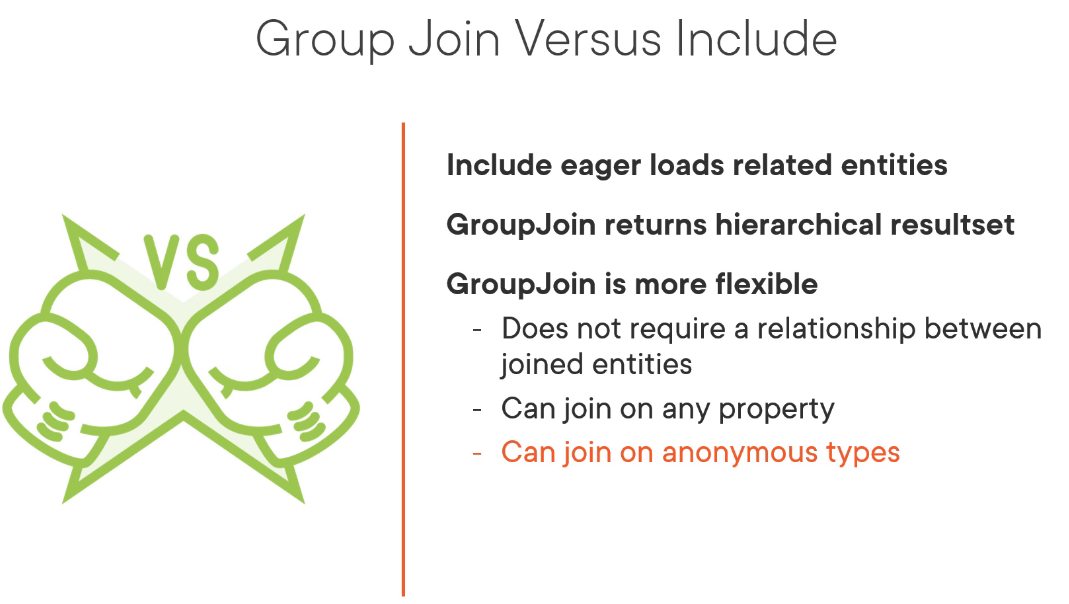 Group Join Versus Include
VS
Include eager loads related entities
GroupJoin returns hierarchical resultset
GroupJoin is more flexible
- Does not require a relationship between
joined entities
- Can join on any property
- Can join on anonymous types